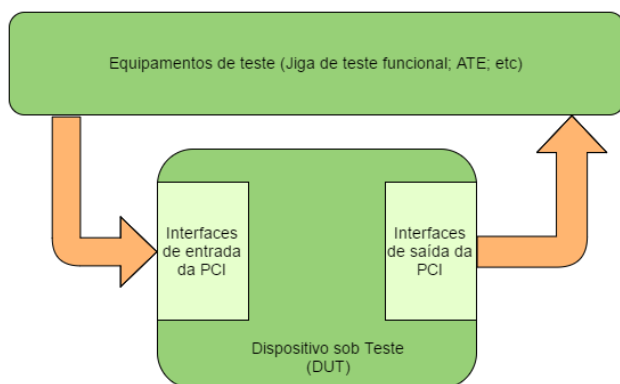 Equipamentos de teste (Jiga de teste funcional; ATE; etc)
Interfaces
de entrada
da PCI
Interfaces
de saída da
PCI
Dispositivo sob Teste
(DUT)